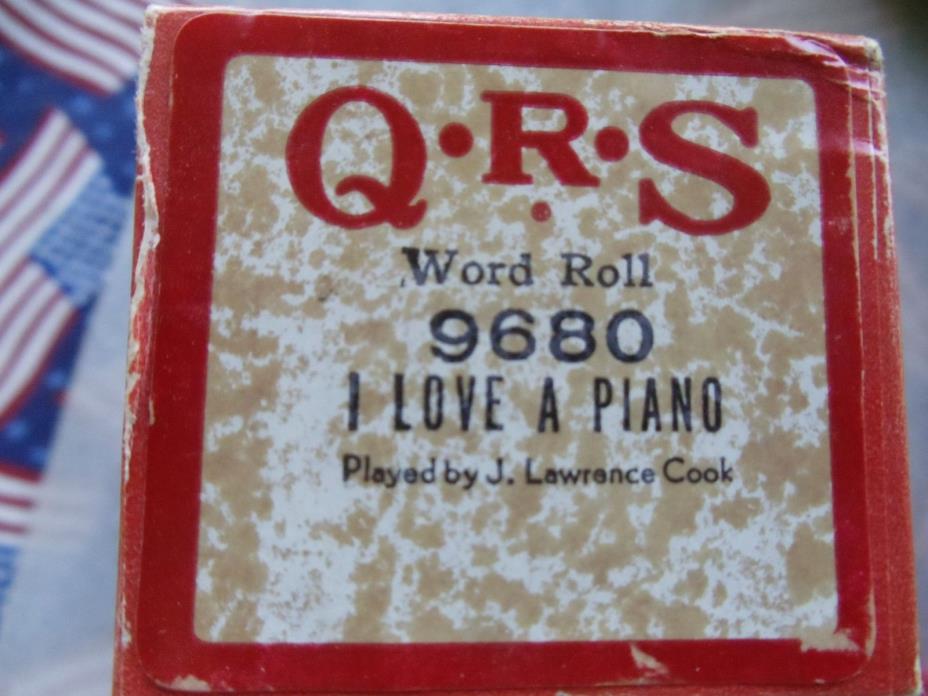 Q·R·S
Word Roll
9680
I LOVE A PIANO
Played by J. Lawrence Cook